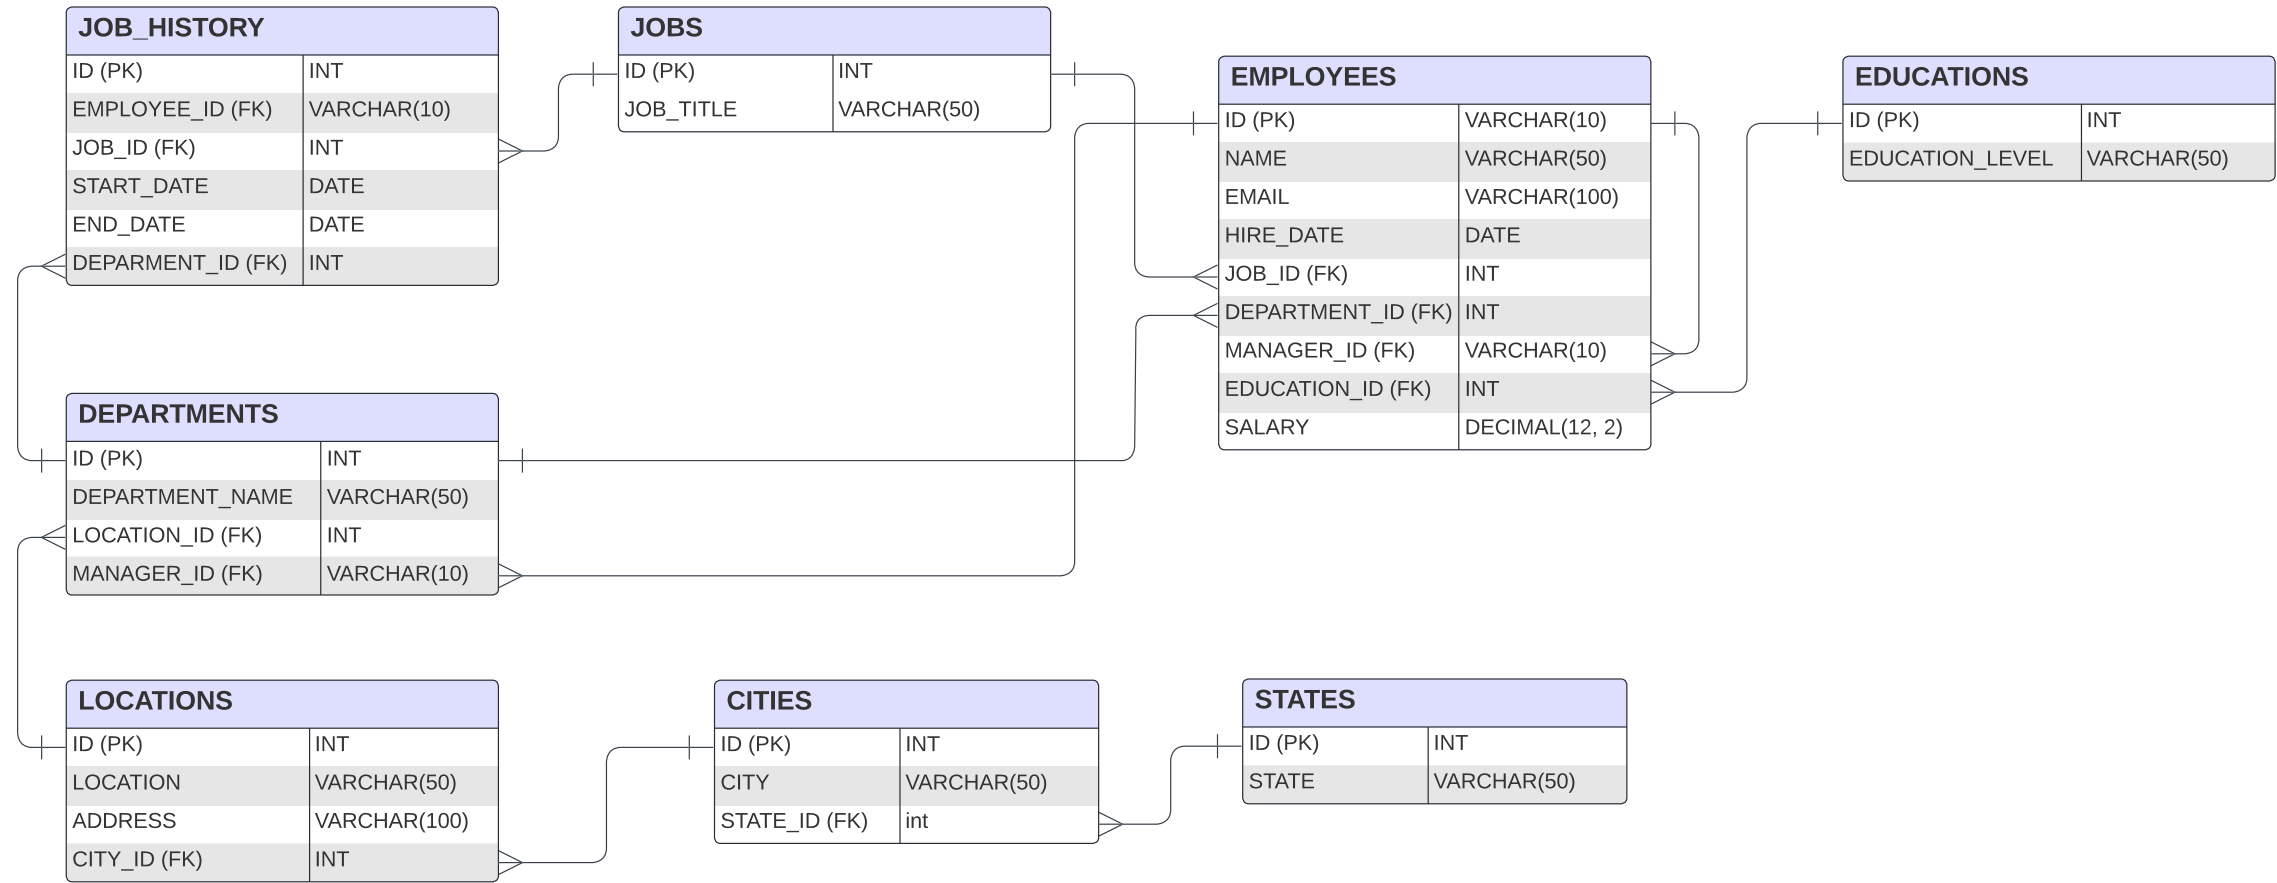 JOB_HISTORY
ID (PK) INT
EMPLOYEE_ID (FK) VARCHAR(10)
JOB_ID (FK) INT
START_DATE DATE
END_DATE DATE
DEPARMENT_ID (FK) INT
JOBS
ID (PK) INT
JOB_TITLE VARCHAR(50)
EMPLOYEES
ID (PK) VARCHAR(10)
NAME VARCHAR(50)
EMAIL VARCHAR(100)
HIRE_DATE DATE
JOB_ID (FK) INT
DEPARTMENT_ID (FK) INT
MANAGER_ID (FK) VARCHAR(10)
EDUCATION_ID (FK) INT
SALARY DECIMAL(12, 2)
EDUCATIONS
ID (PK) INT
EDUCATION_LEVEL VARCHAR(50)
DEPARTMENTS
ID (PK) INT
DEPARTMENT_NAME VARCHAR(50)
LOCATION_ID (FK) INT
MANAGER_ID (FK) VARCHAR(10)
LOCATIONS
ID (PK) INT
LOCATION VARCHAR(50)
ADDRESS VARCHAR(100)
CITY_ID (FK) INT
CITIES
ID (PK) INT
CITY VARCHAR(50)
STATE_ID (FK) int
STATES
ID (PK) INT
STATE VARCHAR(50)